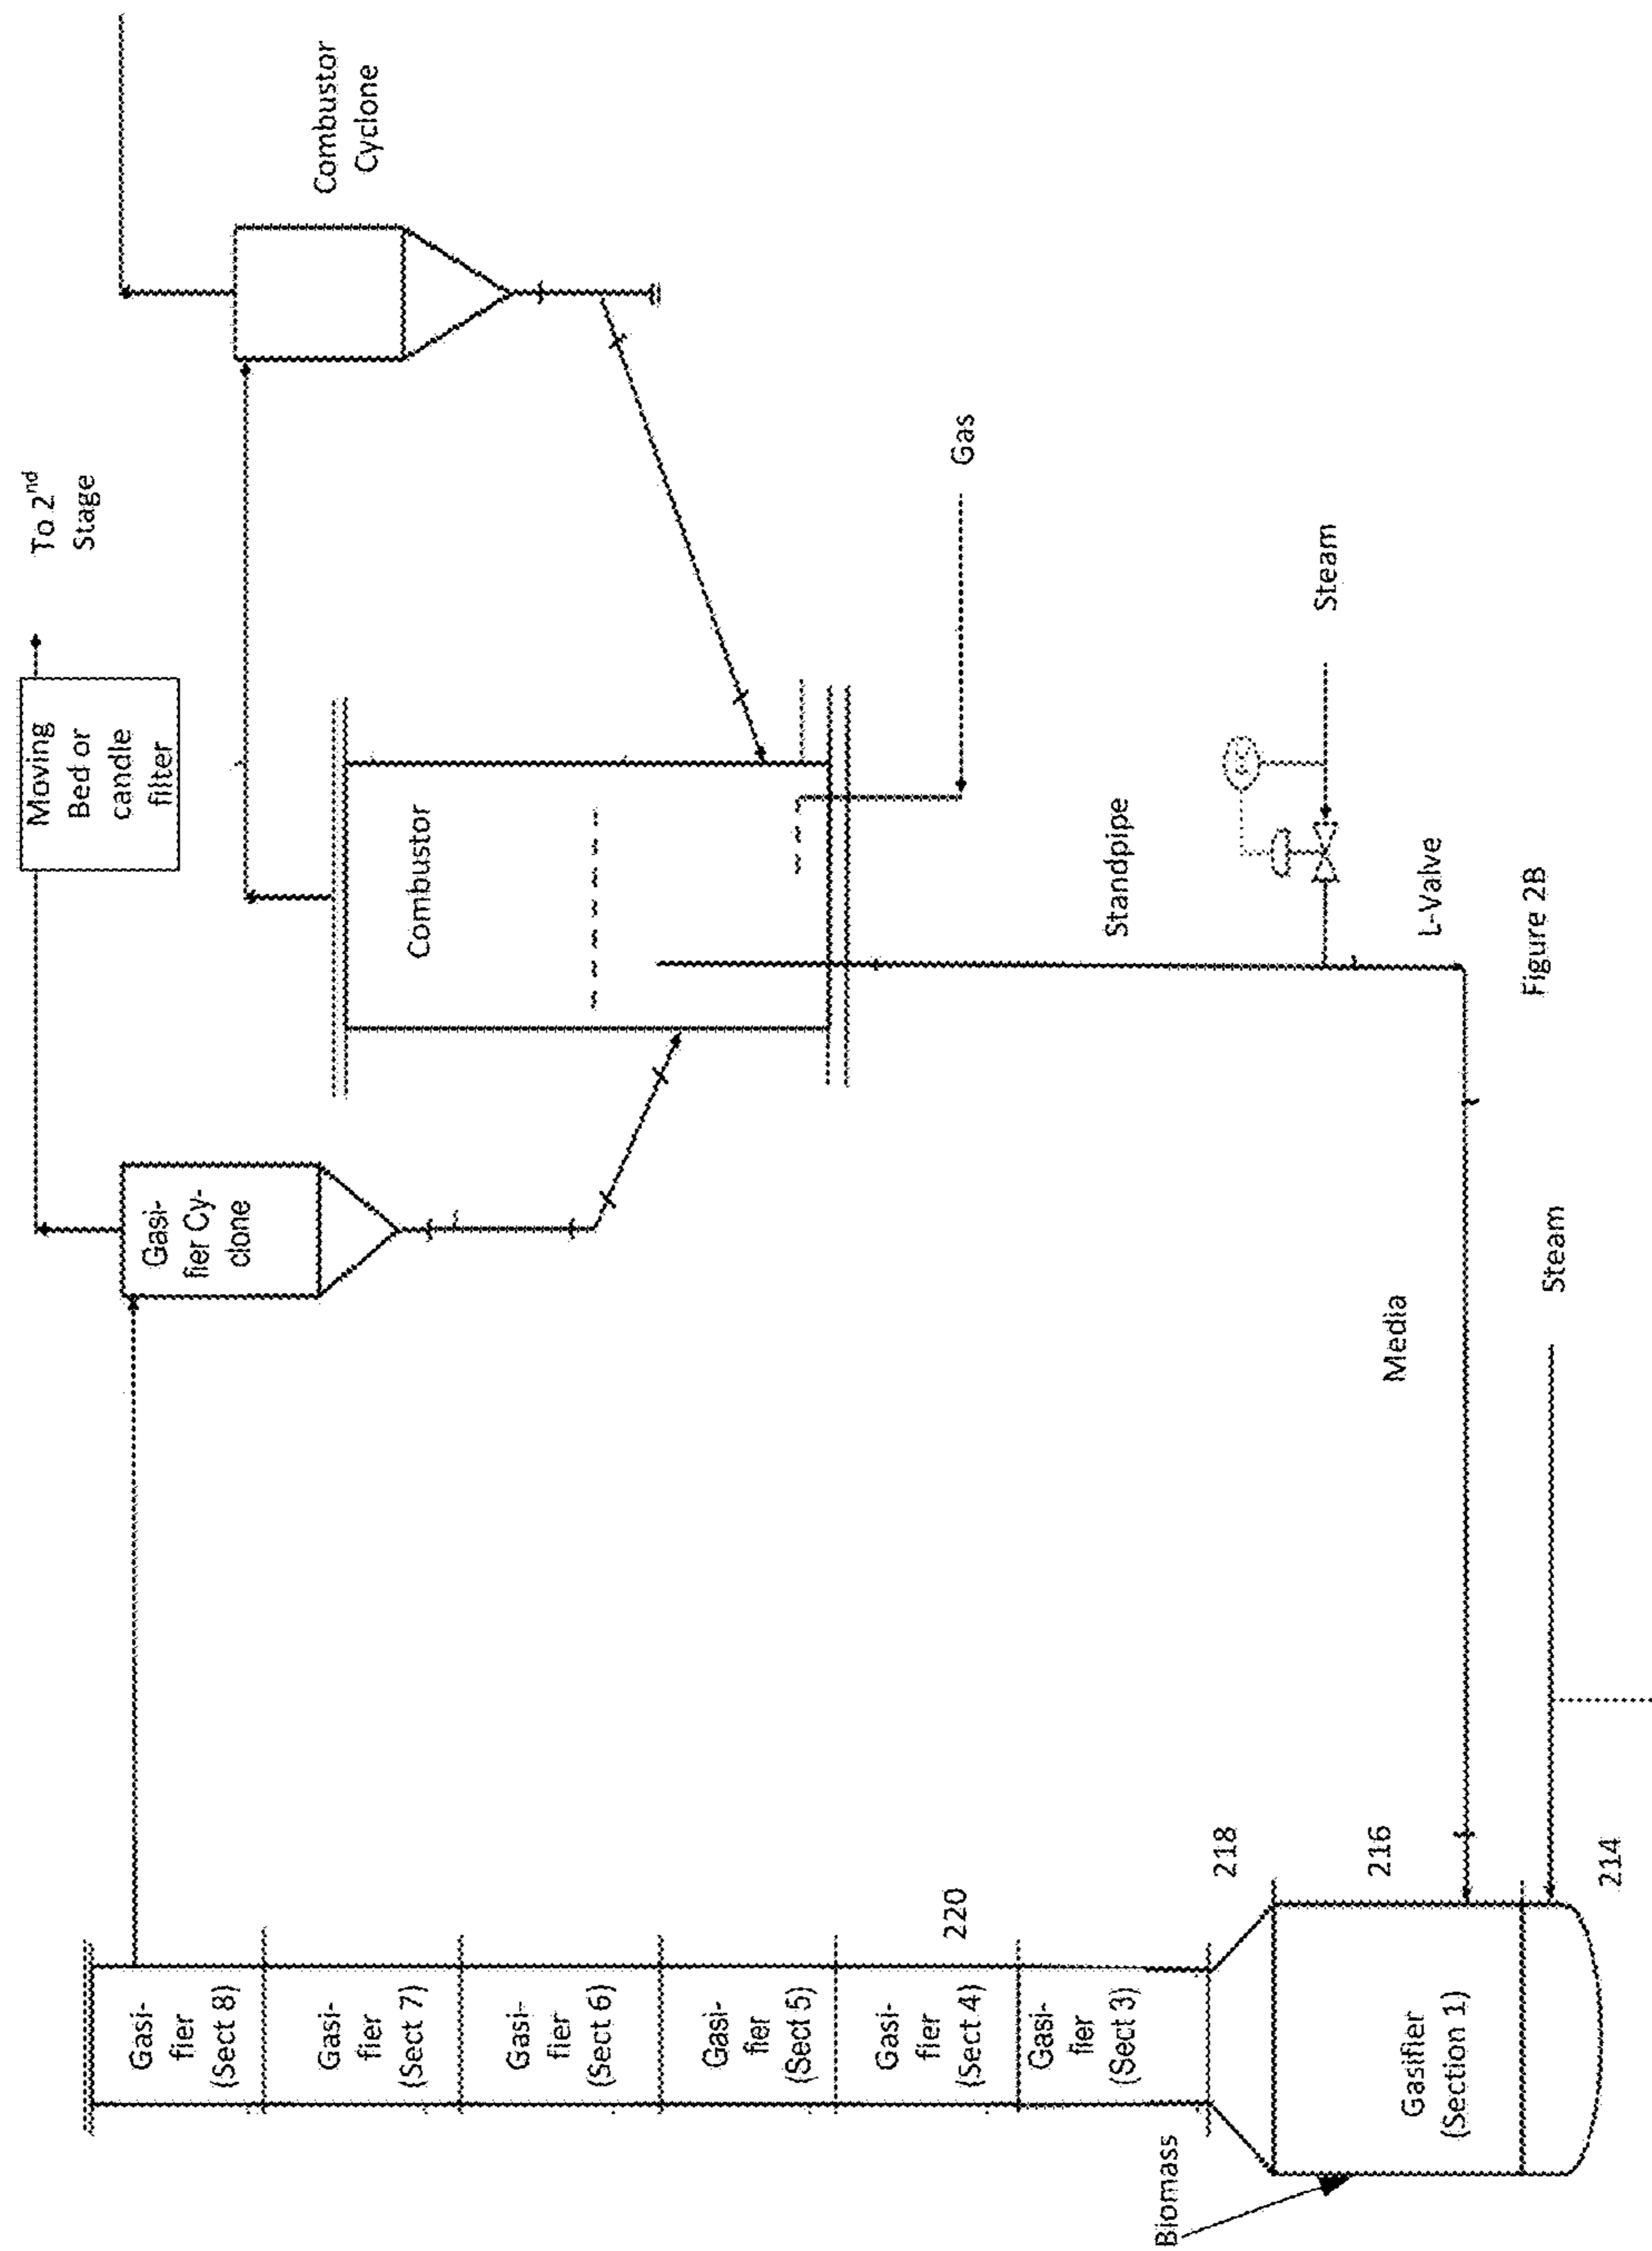 Gasi-
fier
(Sect 8)
Gasi-
fier
(Sect 7)
Gasi-
fier
(Sect 6)
Gasi-
fier
(Sect 5)
Gasi-
fier
(Sect 4)
Gasi-
fier
(Sect 3)
220
218
216
214
Biomass
Gasifier
(Section 1)
Gasi-
fier Cy-
clone
Moving
Bed or
candle
filter
To 2nd
Stage
Combustor
Combustor
Cyclone
Gas
Standpipe
Steam
L-Valve
Media
Steam
Figure 2B